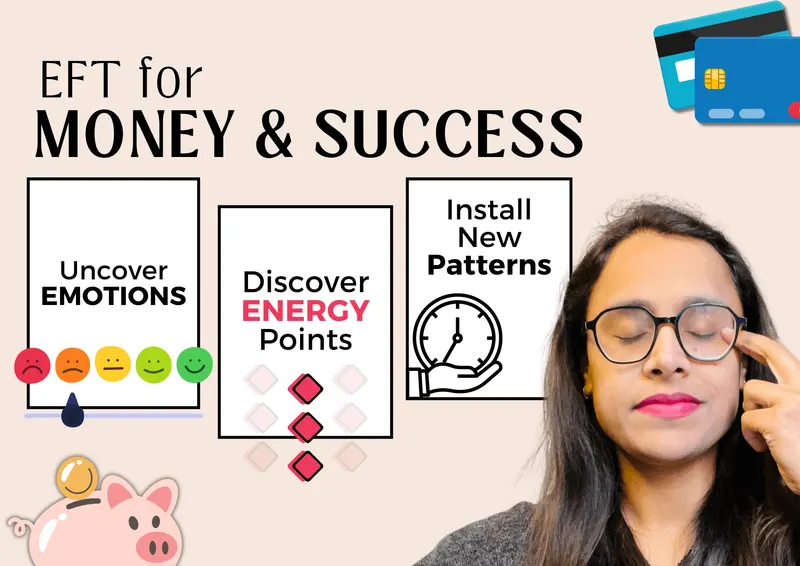 EFT for
MONEY & SUCCESS
Uncover
EMOTIONS
Discover
ENERGY
Points
Install
New
Patterns